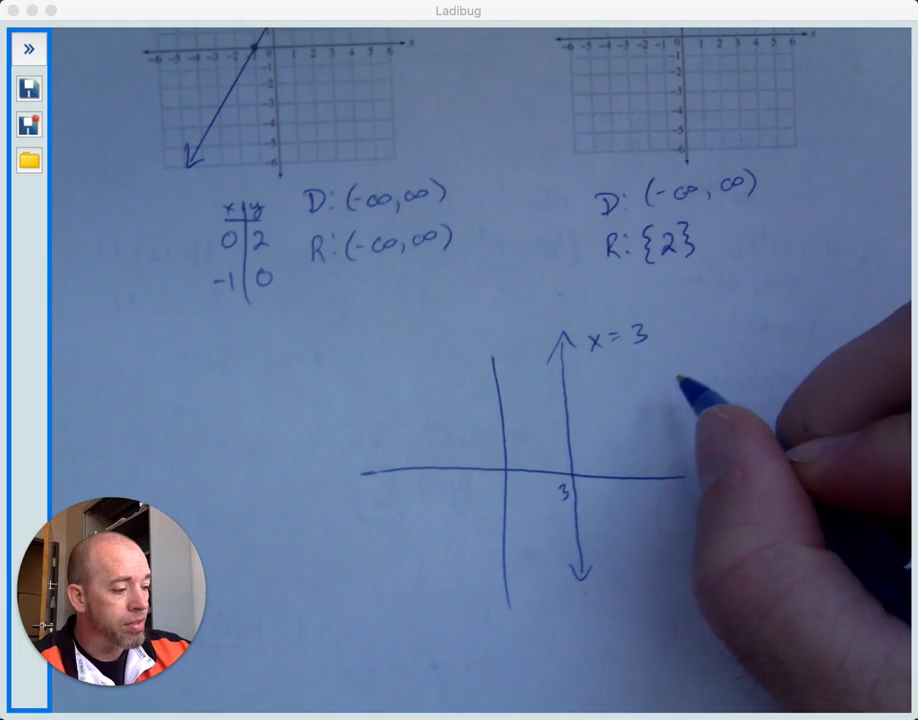 Ladibug
»
-6 -5 -4 -3 -2 -1 0 1 2 3 4 5 6 x
-1
-2
-3
-4
-5
-6
-6 -5 -4 -3 -2 -1 0 1 2 3 4 5 6 x
-1
-2
-3
-4
-5
-6
x y
0 2
-1 0
D: (-∞, ∞)
R: (-∞, ∞)
D: (-∞, ∞)
R: {2}
x = 3
3